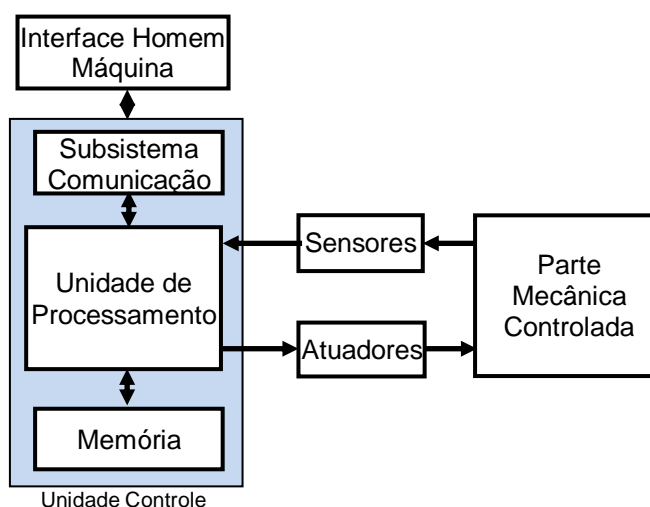 Interface Homem
Máquina
Subsistema
Comunicação
Unidade de
Processamento
Sensores
Atuadores
Parte
Mecânica
Controlada
Memória
Unidade Controle